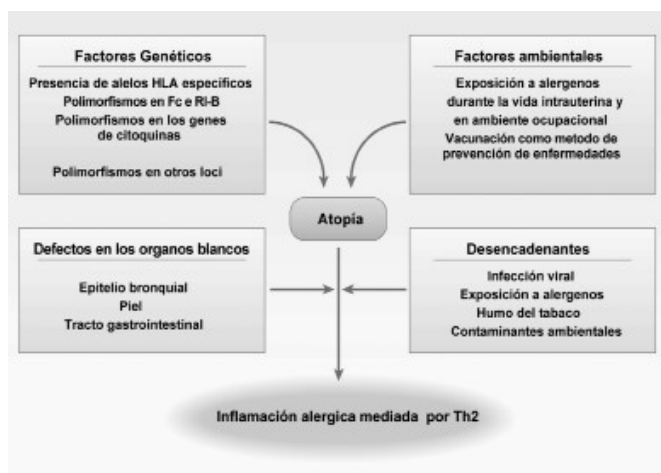 Factores Genéticos
Presencia de alelos HLA específicos
Polimorfismos en Fc e RI-B
Polimorfismos en los genes
de citoquinas
Polimorfismos en otros loci
Factores ambientales
Exposición a alergenos
durante la vida intrauterina y
en ambiente ocupacional
Vacunación como metodo de
prevención de enfermedades
Atopia
Defectos en los organos blancos
Epitelio bronquial
Piel
Tracto gastrointestinal
Desencadenantes
Infección viral
Exposición a alergenos
Humo del tabaco
Contaminantes ambientales
Inflamación alergica mediada por Th2